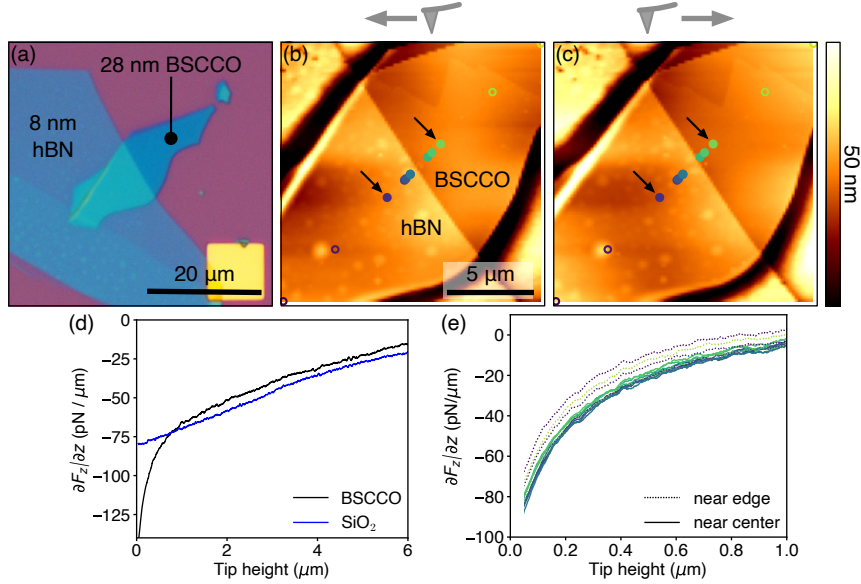 (a)
28 nm BSCCO
8 nm
hBN
20 μm
(b)
BSCCO
hBN
5 μm
(c)
50 nm
(d)
0
−25
−50
−75
−100
−125
∂F_z|∂z (pN / μm)
BSCCO
SiO₂
0
2
4
6
Tip height (μm)
(e)
0
−20
−40
−60
−80
−100
∂F_z|∂z (pN/μm)
near edge
near center
0.0
0.2
0.4
0.6
0.8
1.0
Tip height (μm)